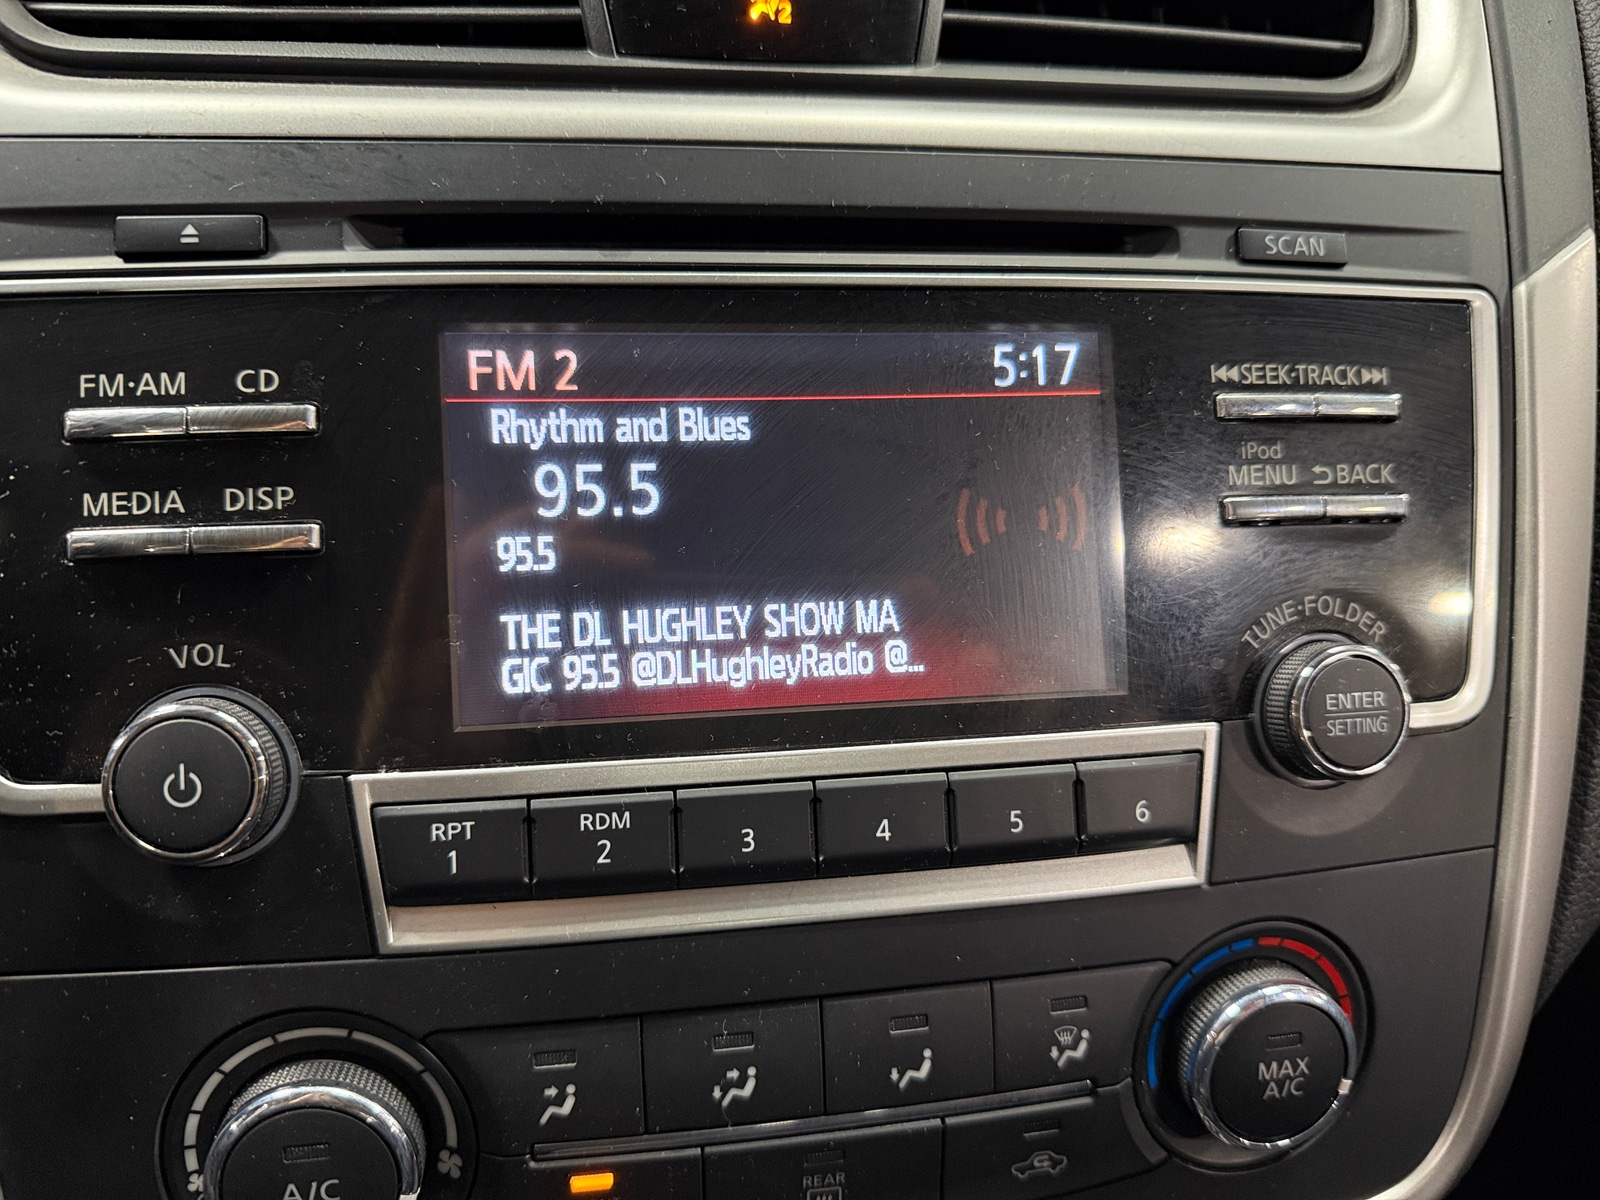 2
SCAN
FM 2 5:17
Rhythm and Blues
95.5
95.5
THE DL HUGHLEY SHOW MA
GIC 95.5 @DLHughleyRadio @...
FM·AM CD
MEDIA DISP
VOL
SEEK·TRACK
iPod
MENU BACK
TUNE·FOLDER
ENTER
SETTING
RPT
1
RDM
2
3
4
5
6
MAX
A/C
A/C
REAR